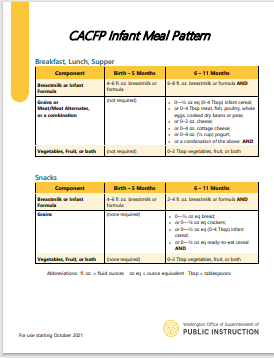 CACFP Infant Meal Pattern
Breakfast, Lunch, Supper
Component Birth – 5 Months 6 – 11 Months
Breastmilk or Infant 4–6 fl. oz. breastmilk or 6–8 fl. oz. breastmilk or formula AND
Formula formula
Grains or (not required) 0—½ oz eq (0–4 Tbsp) infant cereal;
Meat/Meat Alternates, or 0–4 Tbsp meat, fish, poultry, whole
or a combination eggs, cooked dry beans or peas;
or 0–2 oz. cheese;
or 0–4 oz. cottage cheese;
or 0–4 oz. (½ cup) yogurt;
or a combination of the above AND
Vegetables, Fruit, or both (not required) 0–2 Tbsp vegetables, fruit, or both
Snacks
Component Birth – 5 Months 6 – 11 Months
Breastmilk or Infant 4–6 fl. oz. breastmilk or 2–4 fl. oz. breastmilk or formula AND
Formula formula
Grains (none required) 0—½ oz eq bread;
or 0—¼ oz eq crackers;
or 0—½ oz eq (0–4 Tbsp) infant
cereal;
or 0—¼ oz eq ready-to-eat cereal
AND
Vegetables, Fruit, or both (none required) 0–2 Tbsp vegetables, fruit, or both
Abbreviations: fl. oz. = fluid ounces oz eq = ounce equivalent Tbsp = tablespoons
Washington Office of Superintendent of
PUBLIC INSTRUCTION
For use starting October 2021